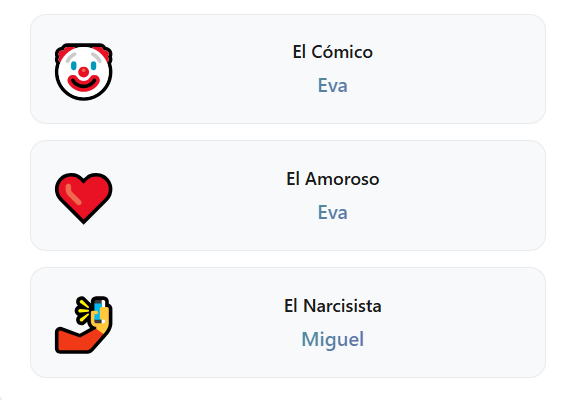 El Cómico
Eva
El Amoroso
Eva
El Narcisista
Miguel